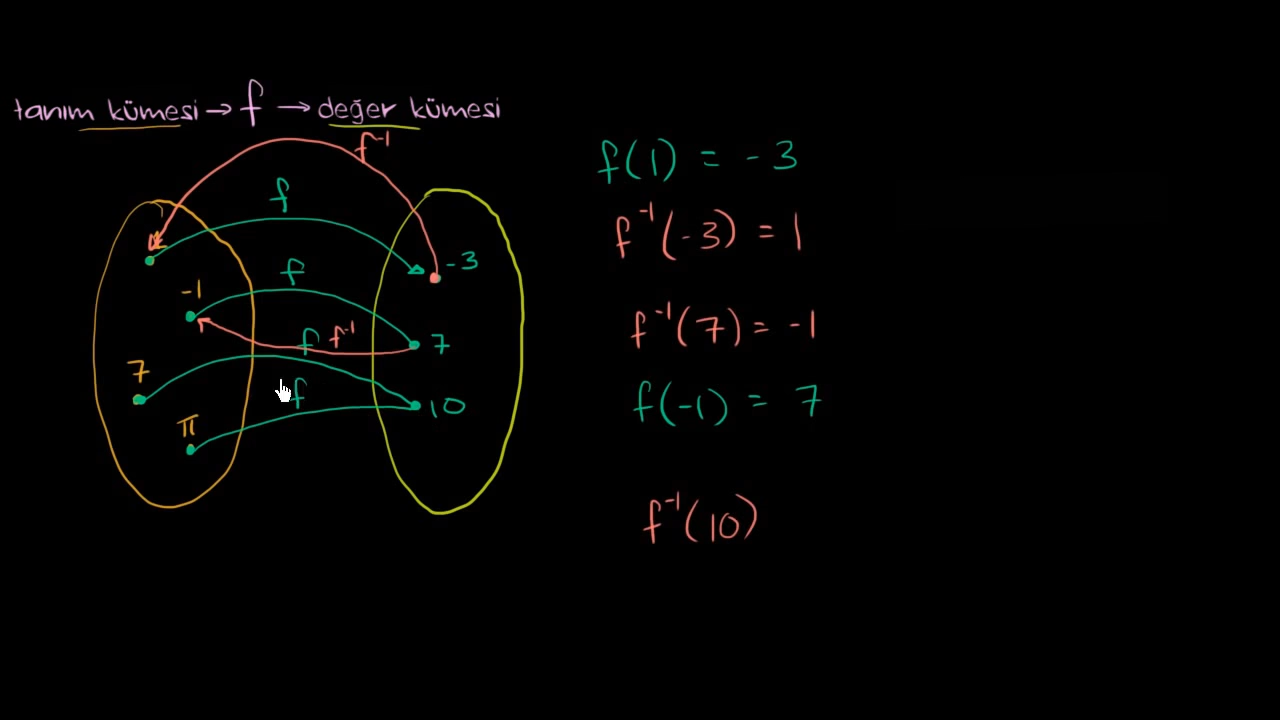 tanım kümesi → f → değer kümesi
f⁻¹
f(1) = -3
f
f⁻¹(-3) = 1
-3
f
-1
f⁻¹(7) = -1
f f⁻¹
7
7
f
f(-1) = 7
10
π
f⁻¹(10)